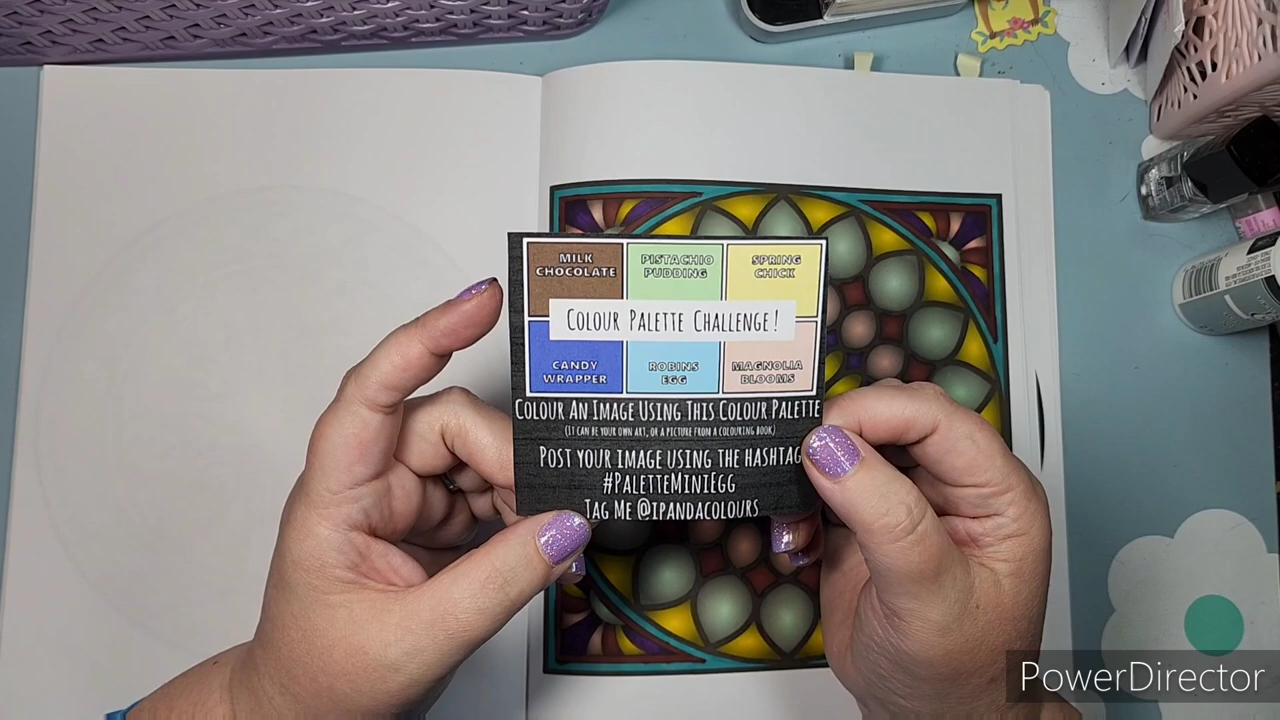 MILK
CHOCOLATE
PISTACHIO
PUDDING
SPRING
CHICK
COLOUR PALETTE CHALLENGE!
CANDY
WRAPPER
ROBINS
EGG
MAGNOLIA
BLOOMS
COLOUR AN IMAGE USING THIS COLOUR PALETTE
(IT CAN BE YOUR OWN ART, OR A PICTURE FROM A COLOURING BOOK)
POST YOUR IMAGE USING THE HASHTAG
#PALETTEMINIEGG
TAG ME @IPANDACOLOURS
PowerDirector